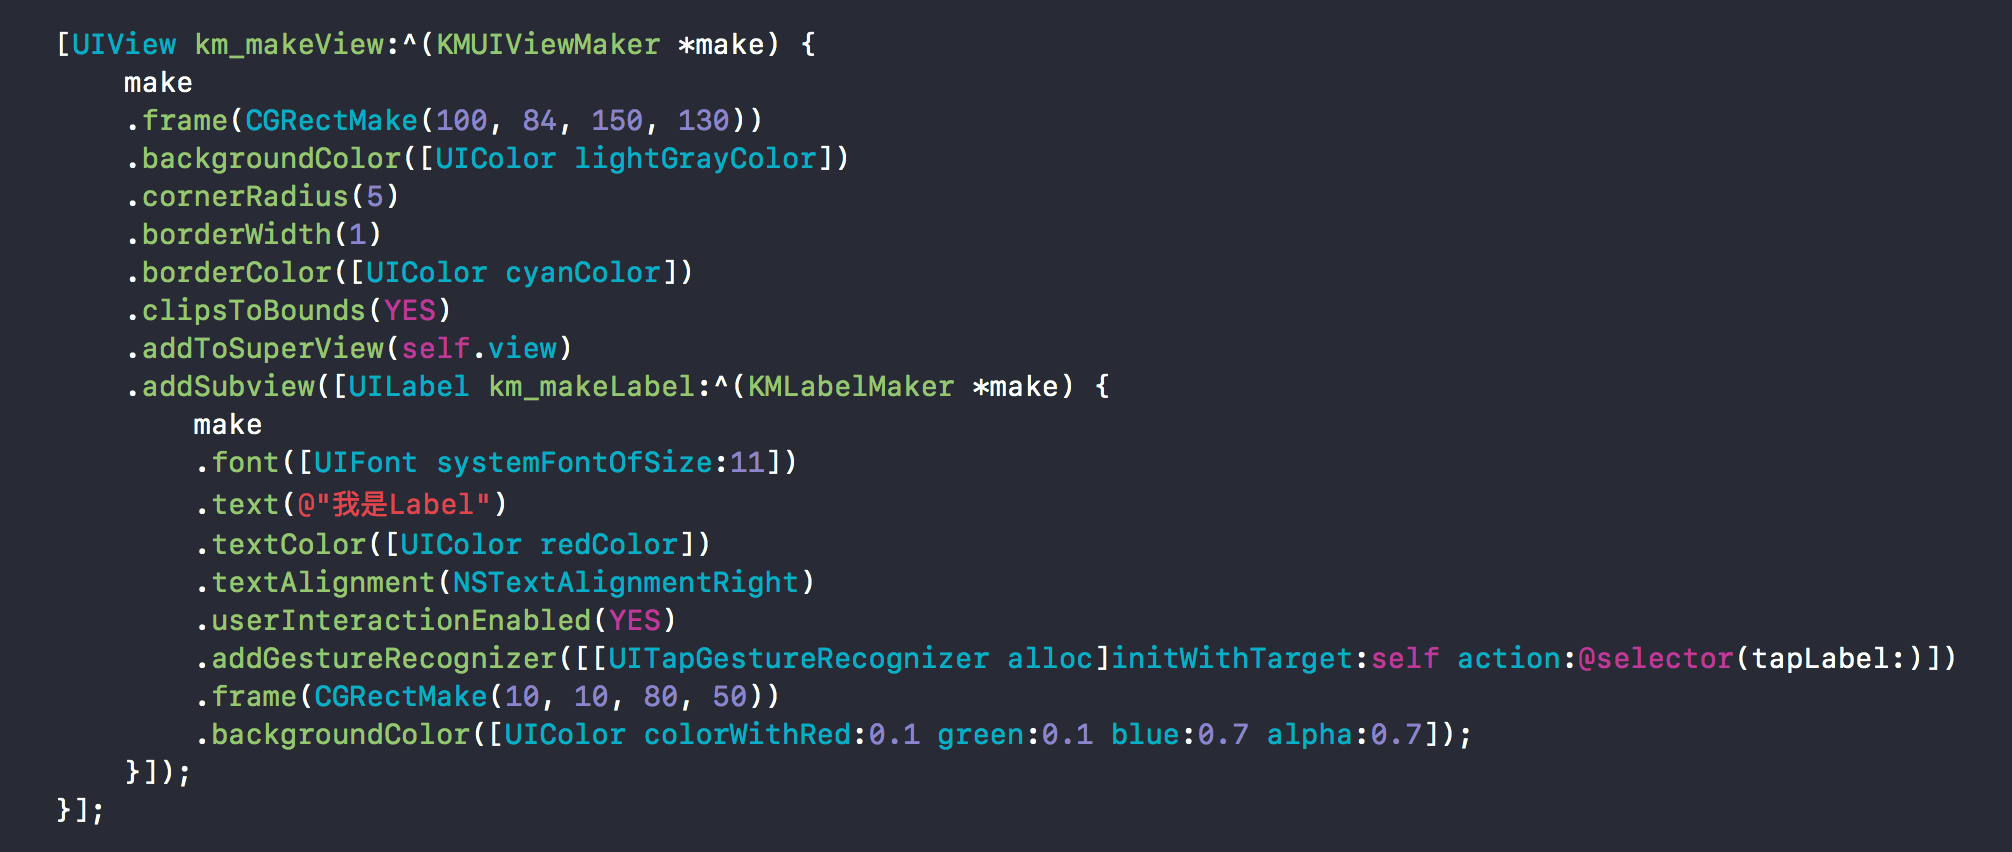 [UIView km_makeView:^(KMUIViewMaker *make) {
    make
    .frame(CGRectMake(100, 84, 150, 130))
    .backgroundColor([UIColor lightGrayColor])
    .cornerRadius(5)
    .borderWidth(1)
    .borderColor([UIColor cyanColor])
    .clipsToBounds(YES)
    .addToSuperView(self.view)
    .addSubview([UILabel km_makeLabel:^(KMLabelMaker *make) {
        make
        .font([UIFont systemFontOfSize:11])
        .text(@"我是Label")
        .textColor([UIColor redColor])
        .textAlignment(NSTextAlignmentRight)
        .userInteractionEnabled(YES)
        .addGestureRecognizer([[UITapGestureRecognizer alloc]initWithTarget:self action:@selector(tapLabel:)])
        .frame(CGRectMake(10, 10, 80, 50))
        .backgroundColor([UIColor colorWithRed:0.1 green:0.1 blue:0.7 alpha:0.7]);
    }]);
}];